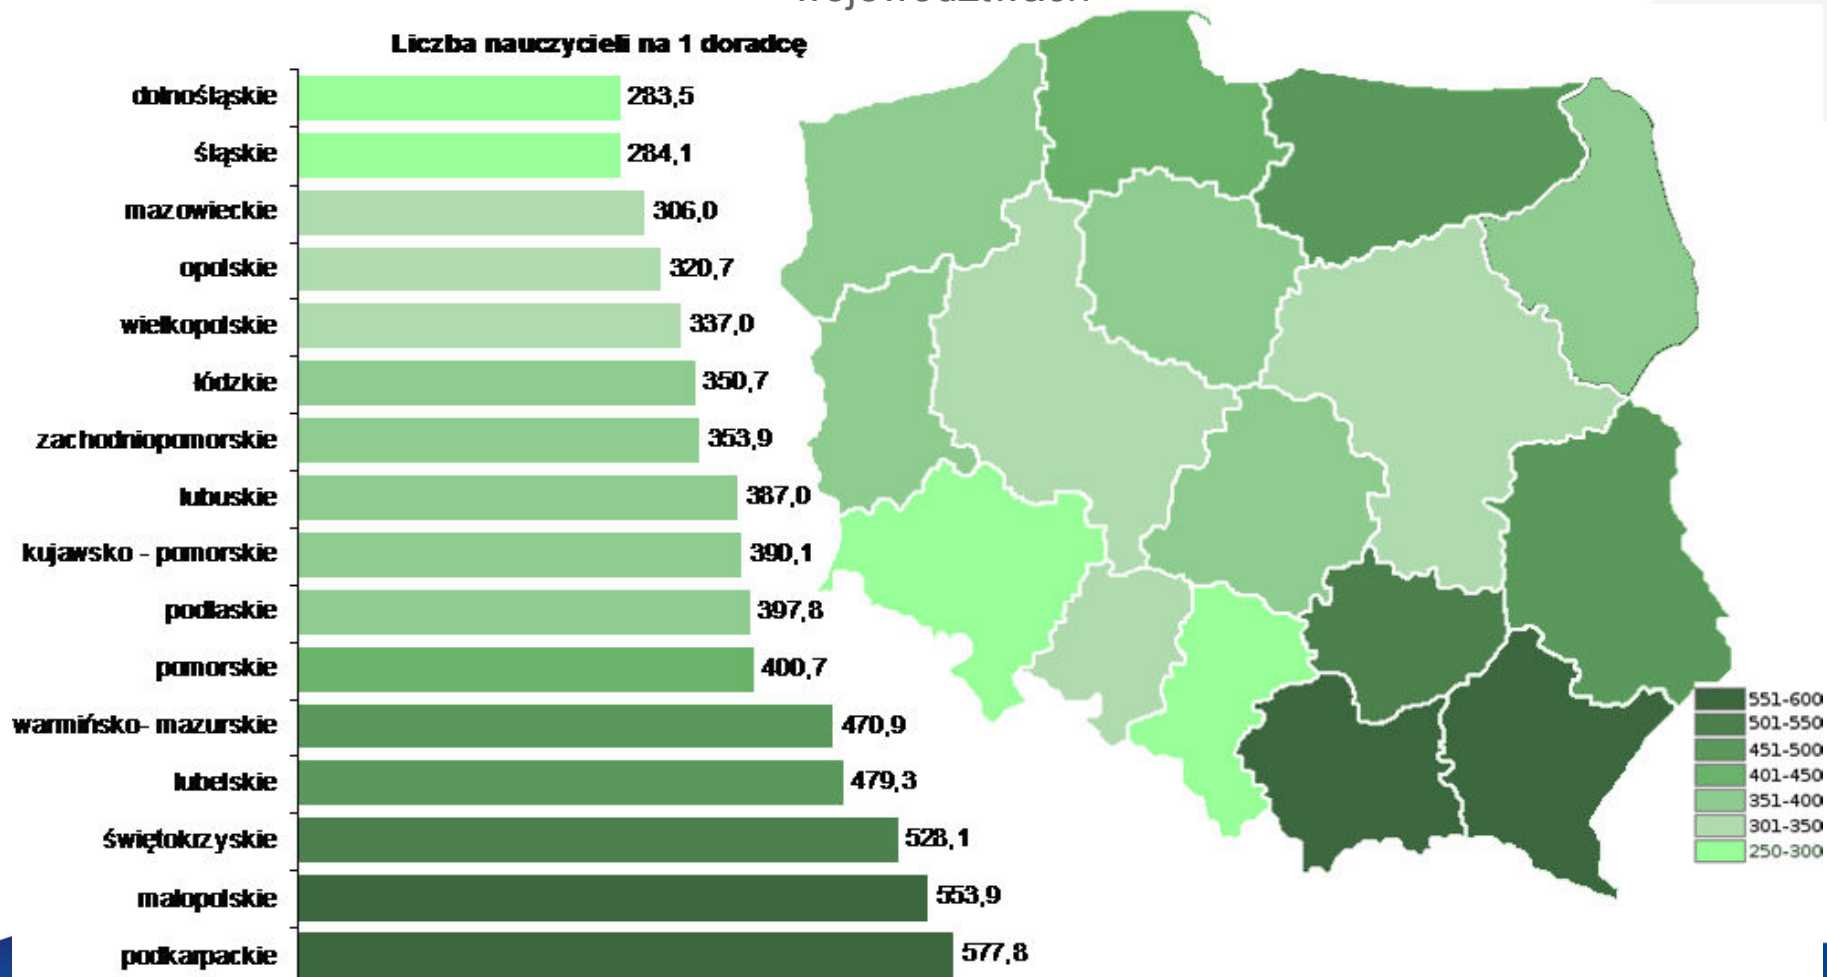 Liczba nauczycieli na 1 doradcę
dolnośląskie 283,5
śląskie 284,1
mazowieckie 306,0
opolskie 320,7
wielkopolskie 337,0
łódzkie 350,7
zachodniopomorskie 353,9
lubuskie 387,0
kujawsko - pomorskie 390,1
podlaskie 397,8
pomorskie 400,7
warmińsko- mazurskie 470,9
lubelskie 479,3
świętokrzyskie 528,1
małopolskie 553,9
podkarpackie 577,8
551-600
501-550
451-500
401-450
351-400
301-350
250-300